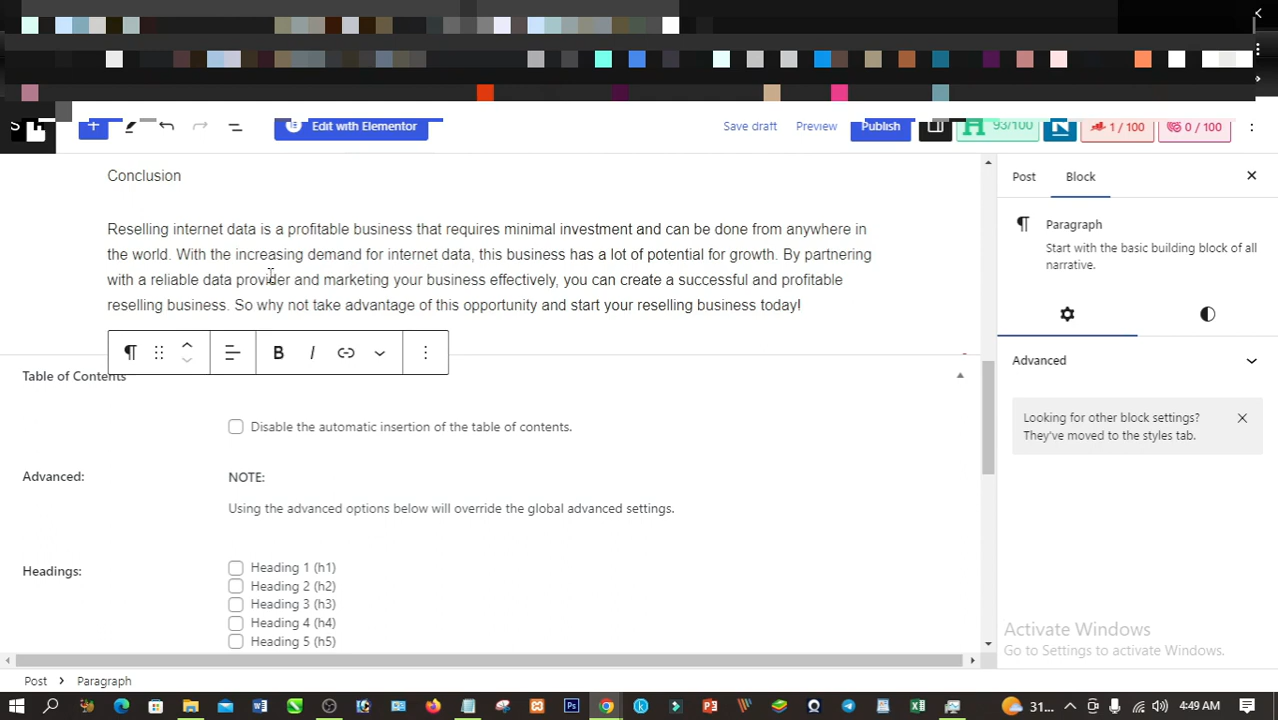 Edit with Elementor
Save draft
Preview
Publish
93/100
1 / 100
0 / 100
Conclusion
Reselling internet data is a profitable business that requires minimal investment and can be done from anywhere in
the world. With the increasing demand for internet data, this business has a lot of potential for growth. By partnering
with a reliable data provider and marketing your business effectively, you can create a successful and profitable
reselling business. So why not take advantage of this opportunity and start your reselling business today!
B I
Table of Contents
Disable the automatic insertion of the table of contents.
Advanced:
NOTE:
Using the advanced options below will override the global advanced settings.
Headings:
Heading 1 (h1)
Heading 2 (h2)
Heading 3 (h3)
Heading 4 (h4)
Heading 5 (h5)
Post
Block
Paragraph
Start with the basic building block of all
narrative.
Advanced
Looking for other block settings?
They've moved to the styles tab.
Activate Windows
Go to Settings to activate Windows.
Post
Paragraph
31...
4:49 AM